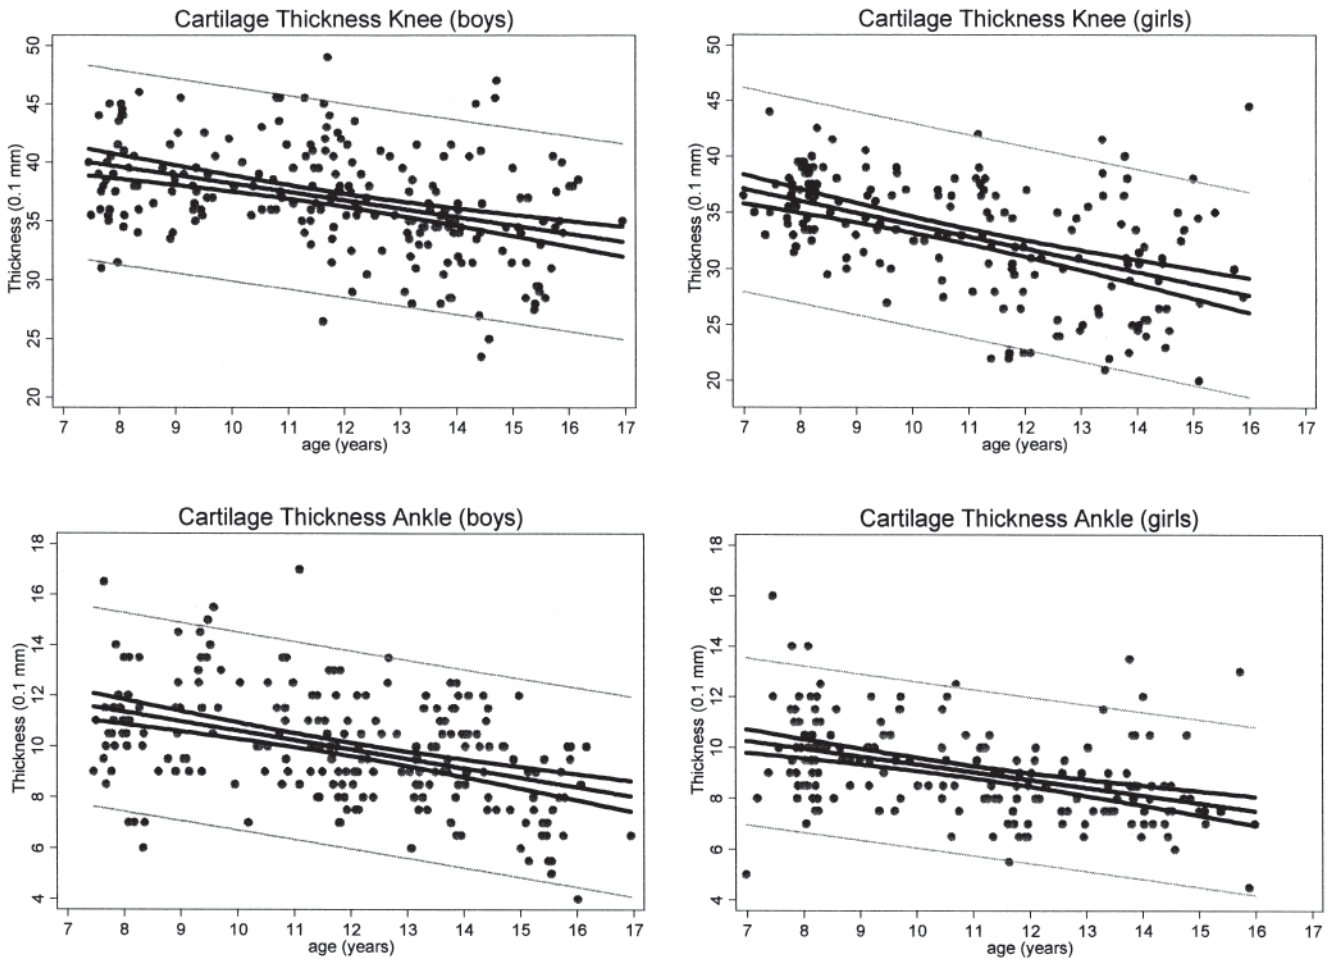 Cartilage Thickness Knee (boys)
Thickness (0.1 mm)
50
45
40
35
30
25
20
7 8 9 10 11 12 13 14 15 16 17
age (years)
Cartilage Thickness Knee (girls)
Thickness (0.1 mm)
50
45
40
35
30
25
20
7 8 9 10 11 12 13 14 15 16 17
age (years)
Cartilage Thickness Ankle (boys)
Thickness (0.1 mm)
18
16
14
12
10
8
6
4
7 8 9 10 11 12 13 14 15 16 17
age (years)
Cartilage Thickness Ankle (girls)
Thickness (0.1 mm)
18
16
14
12
10
8
6
4
7 8 9 10 11 12 13 14 15 16 17
age (years)